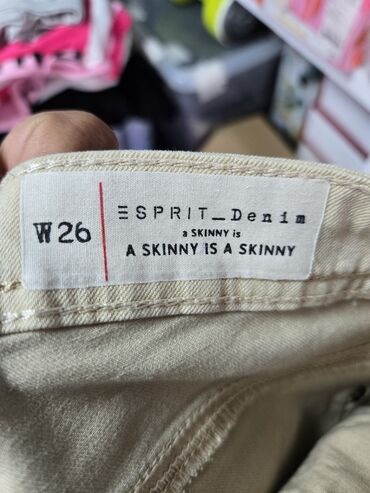 W26
ESPRIT_Denim
a SKINNY is
A SKINNY IS A SKINNY